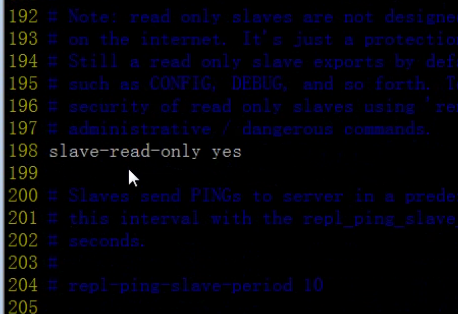 192 # Note: read only slaves are not designe
193 # on the internet. It's just a protectio
194 # Still a read only slave exports by def
195 # such as CONFIG, DEBUG, and so forth. T
196 # security of read only slaves using 're
197 # administrative / dangerous commands.
198 slave-read-only yes
199
200 # Slaves send PINGs to server in a prede
201 # this interval with the repl_ping_slave_
202 # seconds.
203 #
204 # repl-ping-slave-period 10
205